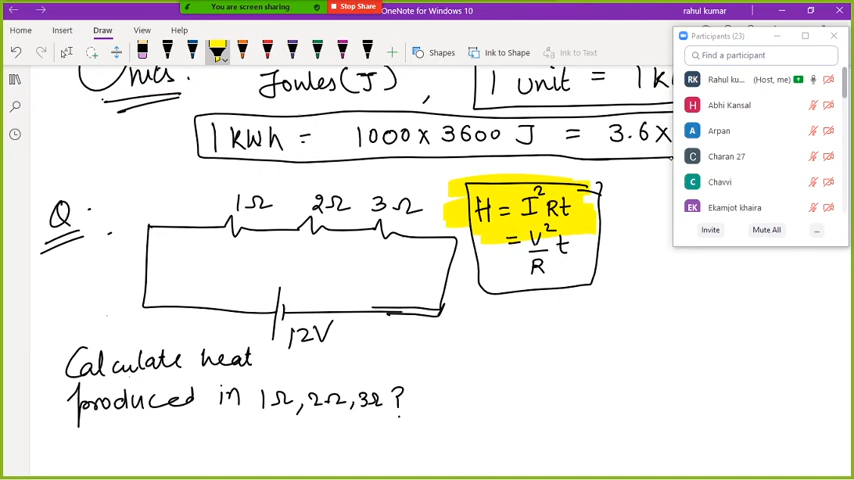 You are screen sharing
Stop Share
OneNote for Windows 10
rahul kumar
Home Insert Draw View Help
Shapes Ink to Shape Ink to Text
Participants (23)
Find a participant
RK Rahul ku... (Host, me)
H Abhi Kansal
A Arpan
C Charan 27
C Chavvi
EK Ekamjot khaira
Invite Mute All ...
Units. Joules(J) , 1 unit = 1 k
1 KWh = 1000 x 3600 J = 3.6 x
Q :
1Ω 2Ω 3Ω
H = I²Rt
= V²/R t
12V
Calculate heat
produced in 1Ω, 2Ω, 3Ω ?